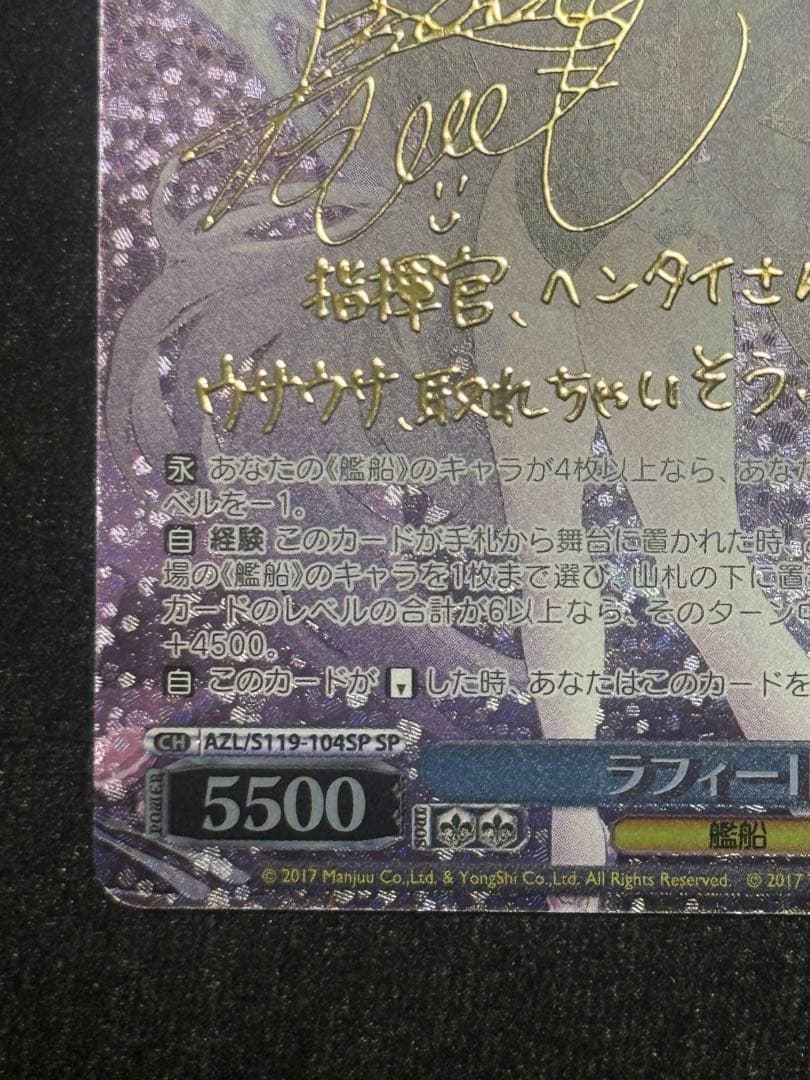 指揮官、ヘンタイさん
ウサウサ、取れちゃいそう
永 あなたの《艦船》のキャラが4枚以上なら、あなた
ベルを－1。
自 経験 このカードが手札から舞台に置かれた時、
場の《艦船》のキャラを1枚まで選び、山札の下に置
カードのレベルの合計が6以上なら、そのターン
＋4500。
自 このカードが した時、あなたはこのカードを
CH AZL/S119-104SP SP
ラフィーII
POWER 5500 SOUL 艦船
© 2017 Manjuu Co.,Ltd. & YongShi Co.,Ltd. All Rights Reserved. © 2017